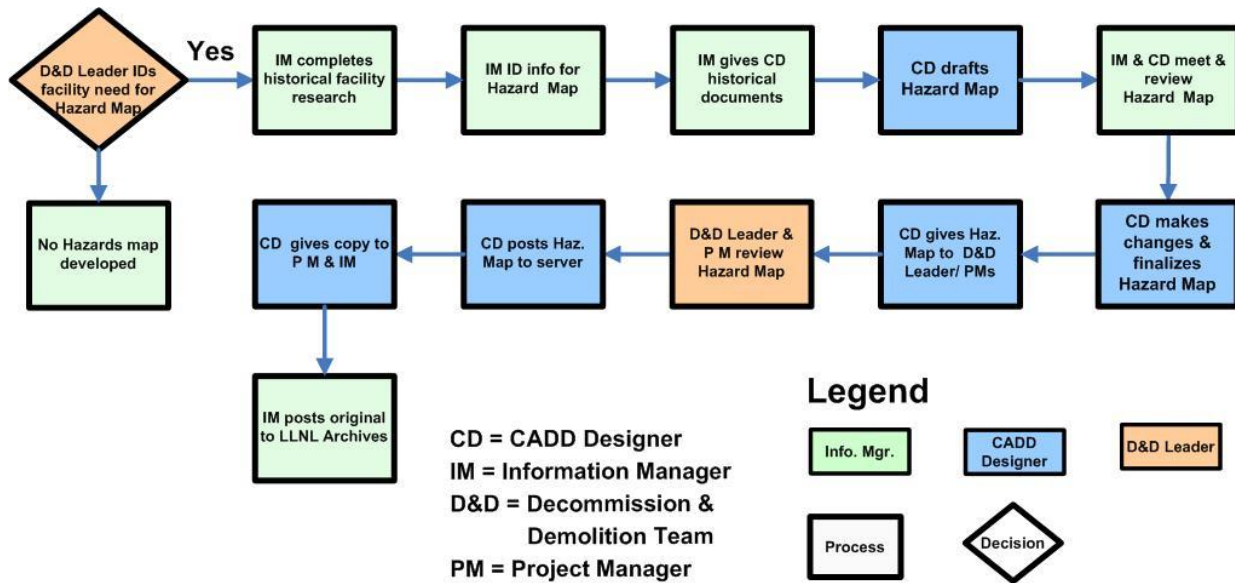 D&D Leader IDs
facility need for
Hazard Map
Yes
IM completes
historical facility
research
IM ID info for
Hazard Map
IM gives CD
historical
documents
CD drafts
Hazard Map
IM & CD meet &
review
Hazard Map
No Hazards map
developed
CD gives copy to
P M & IM
CD posts Haz.
Map to server
D&D Leader &
P M review
Hazard Map
CD gives Haz.
Map to D&D
Leader/ PMs
CD makes
changes &
finalizes
Hazard Map
IM posts original
to LLNL Archives
CD = CADD Designer
IM = Information Manager
D&D = Decommission &
Demolition Team
PM = Project Manager
Legend
Info. Mgr.
CADD
Designer
D&D Leader
Process
Decision